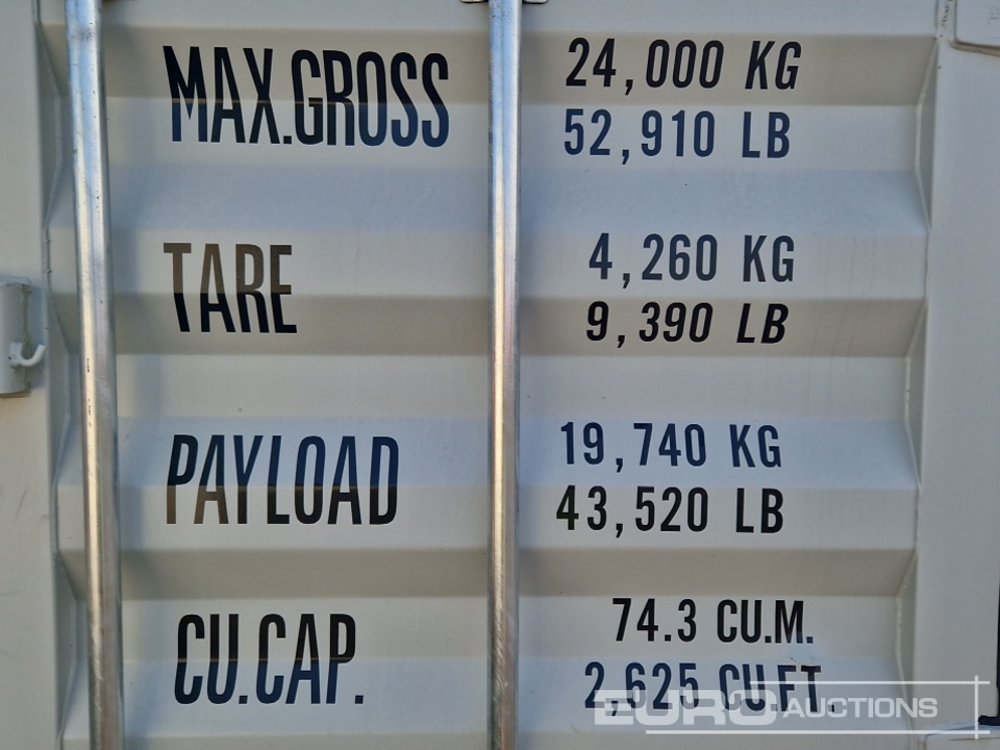 MAX.GROSS 24,000 KG
52,910 LB
TARE 4,260 KG
9,390 LB
PAYLOAD 19,740 KG
43,520 LB
CU.CAP. 74.3 CU.M.
2,625 CU.FT.
EURO AUCTIONS